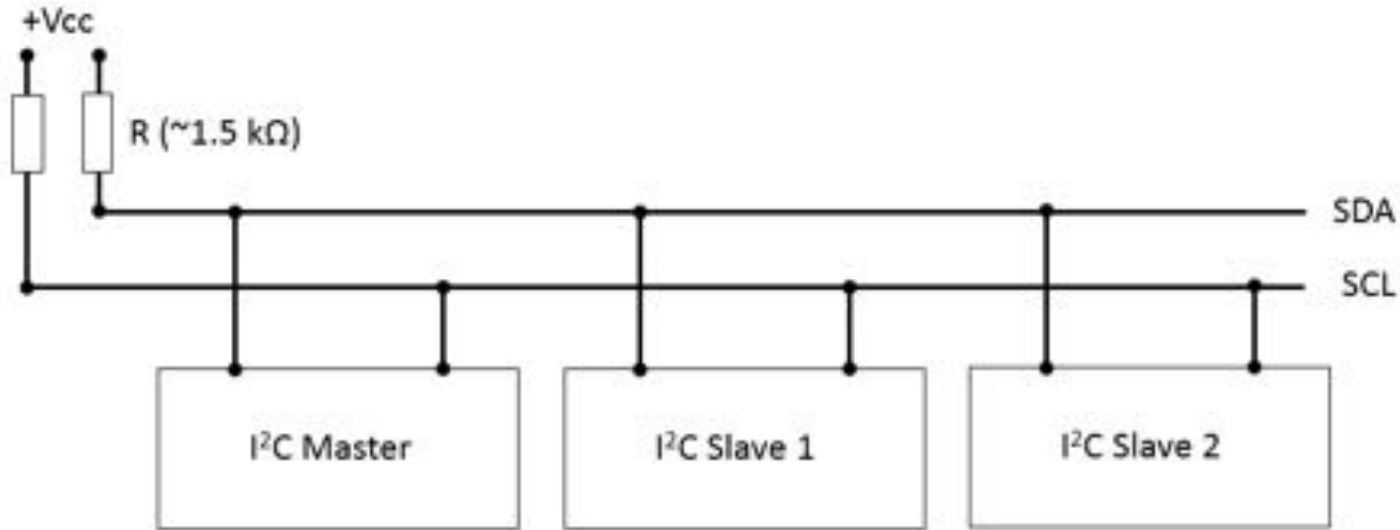 +Vcc
R (~1.5 kΩ)
SDA
SCL
I²C Master
I²C Slave 1
I²C Slave 2